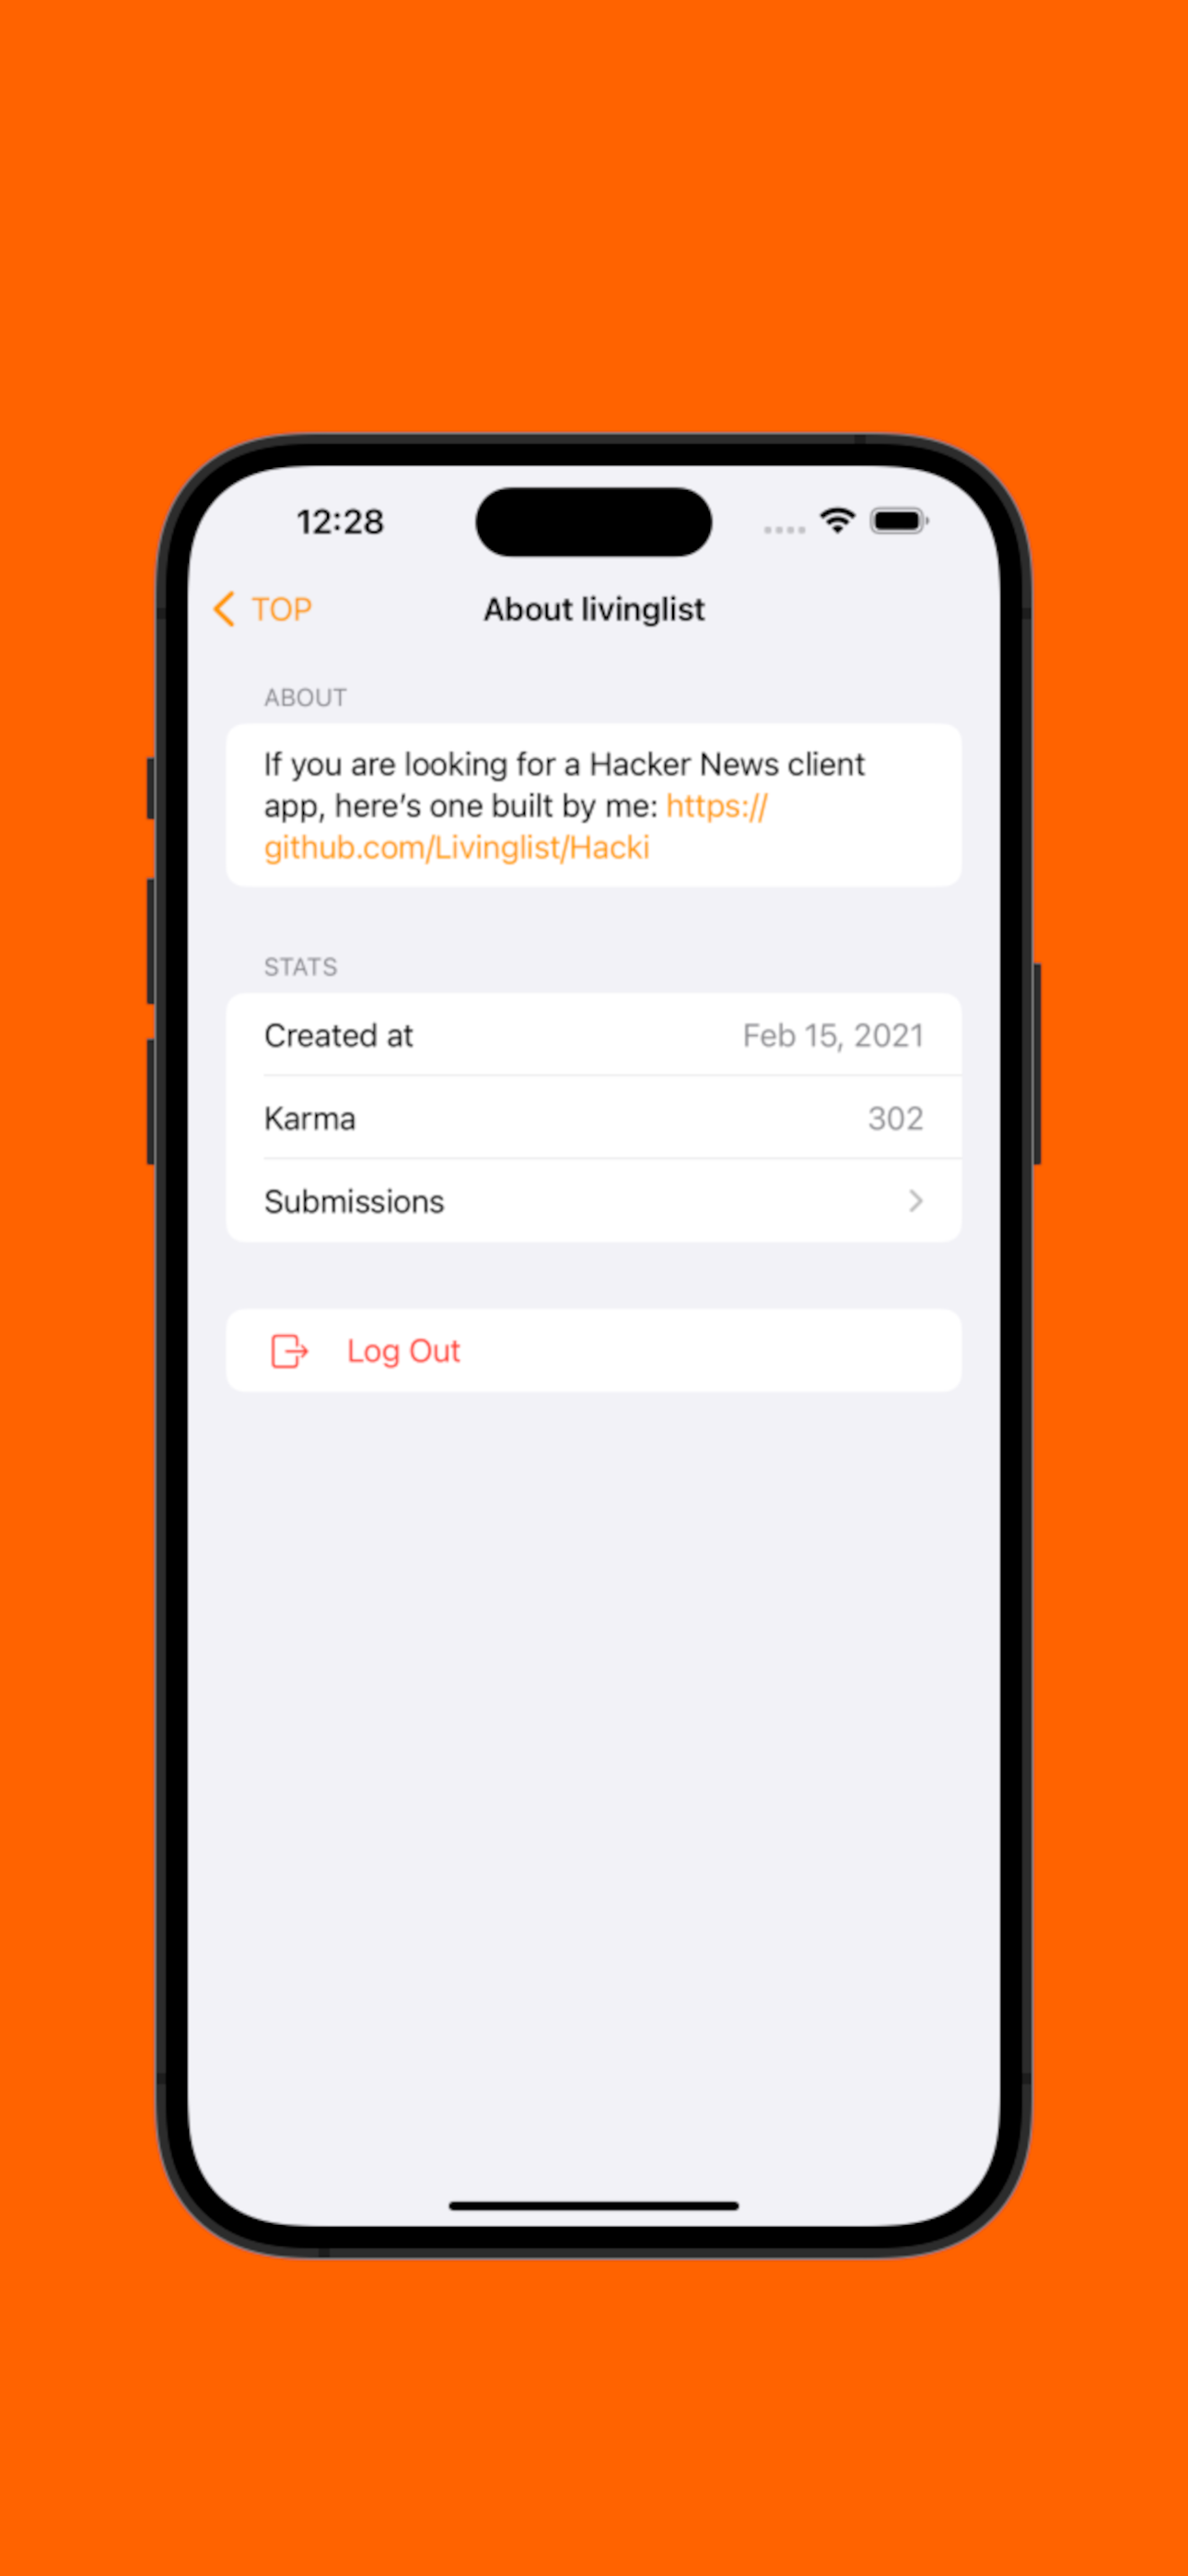 12:28
TOP
About livinglist
ABOUT
If you are looking for a Hacker News client
app, here’s one built by me: https://
github.com/Livinglist/Hacki
STATS
Created at Feb 15, 2021
Karma 302
Submissions
Log Out